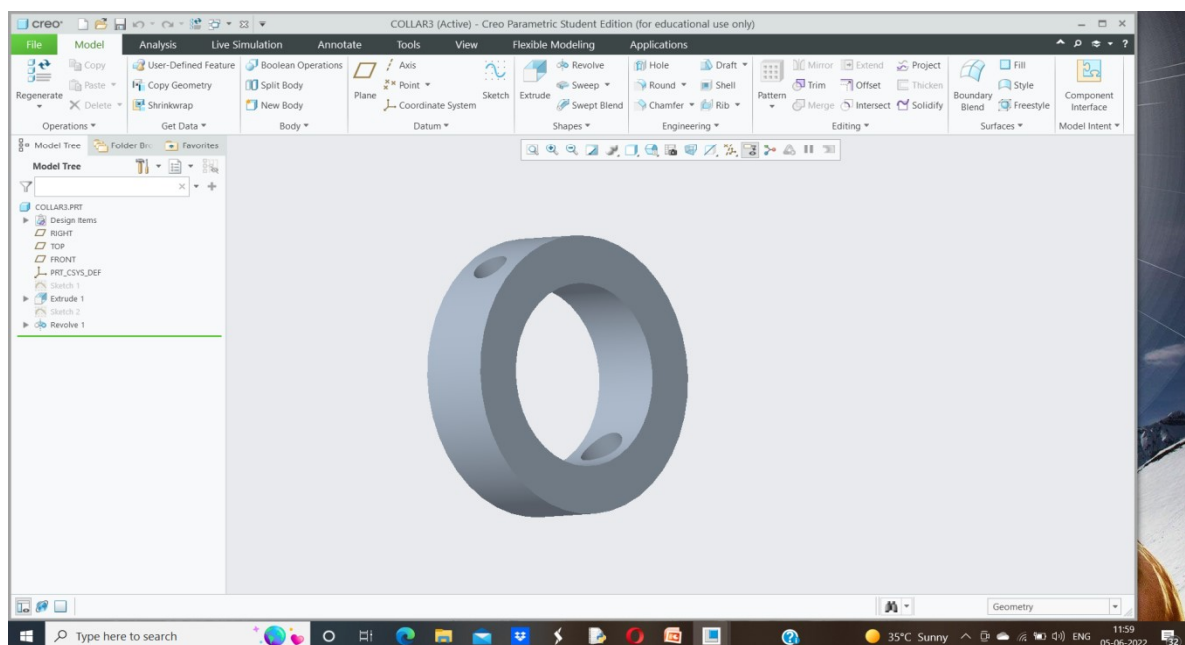 creo®
COLLAR3 (Active) - Creo Parametric Student Edition (for educational use only)
File Model Analysis Live Simulation Annotate Tools View Flexible Modeling Applications
Regenerate
Copy
Paste
Delete
Operations
User-Defined Feature
Copy Geometry
Shrinkwrap
Get Data
Boolean Operations
Split Body
New Body
Body
Plane
Axis
Point
Coordinate System
Sketch
Datum
Extrude
Revolve
Sweep
Swept Blend
Shapes
Hole
Round
Chamfer
Draft
Shell
Rib
Engineering
Pattern
Mirror
Trim
Merge
Extend
Offset
Intersect
Project
Thicken
Solidify
Editing
Boundary
Blend
Fill
Style
Freestyle
Surfaces
Component
Interface
Model Intent
Model Tree
Folder Br
Favorites
Model Tree
COLLAR3.PRT
Design Items
RIGHT
TOP
FRONT
PRT_CSYS_DEF
Sketch 1
Extrude 1
Sketch 2
Revolve 1
Geometry
Type here to search
35°C Sunny
ENG
11:59
05-06-2022
32